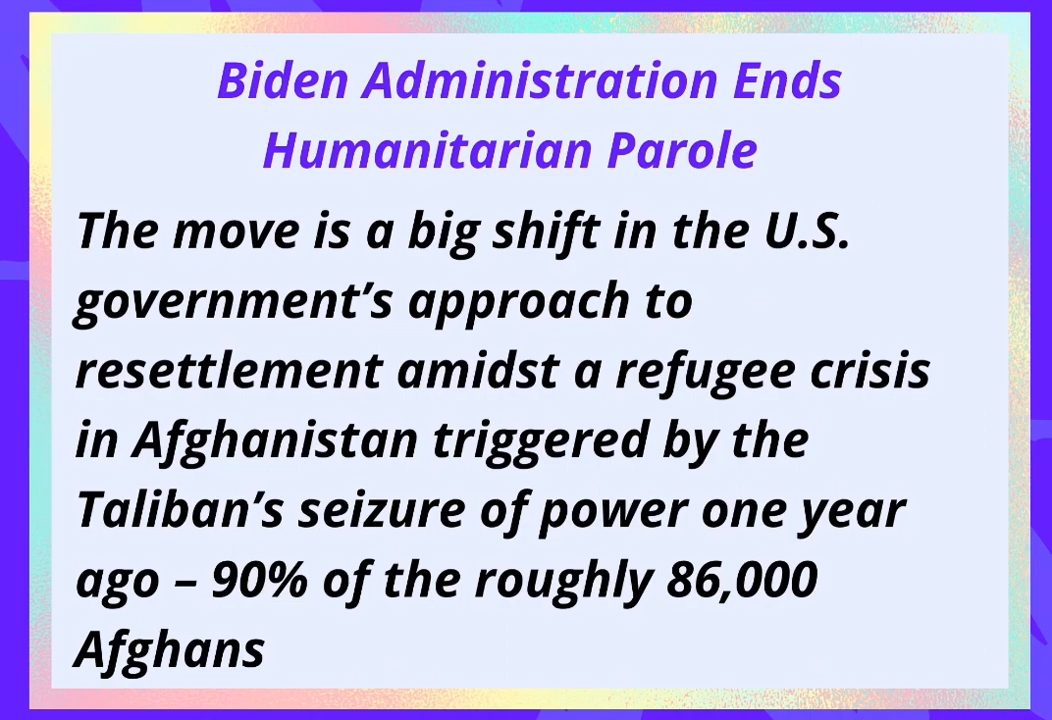 Biden Administration Ends
Humanitarian Parole
The move is a big shift in the U.S.
government’s approach to
resettlement amidst a refugee crisis
in Afghanistan triggered by the
Taliban’s seizure of power one year
ago – 90% of the roughly 86,000
Afghans